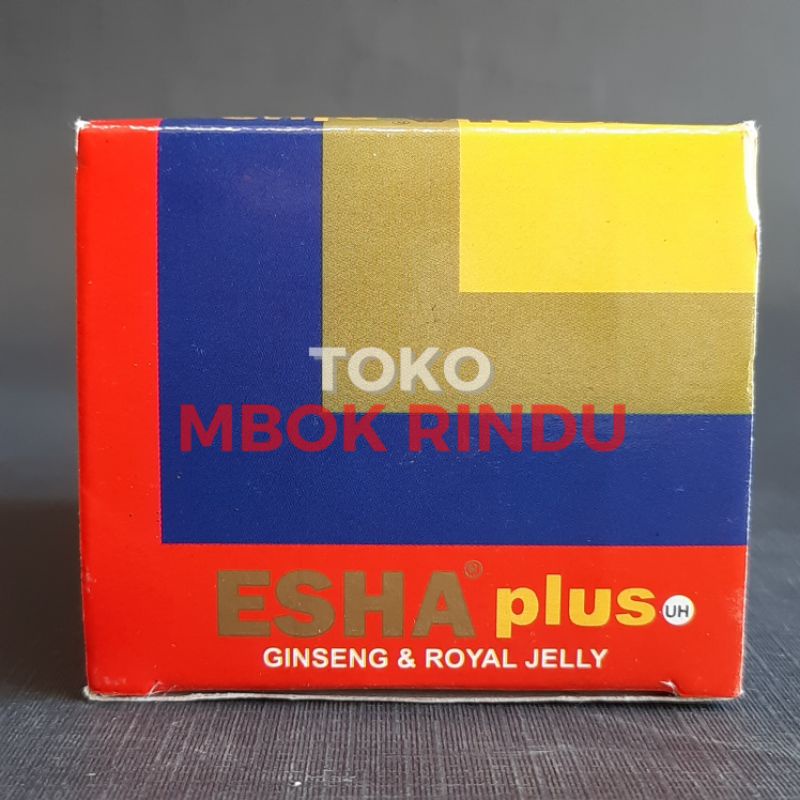 TOKO
MBOK RINDU
ESHA® plus UH
GINSENG & ROYAL JELLY